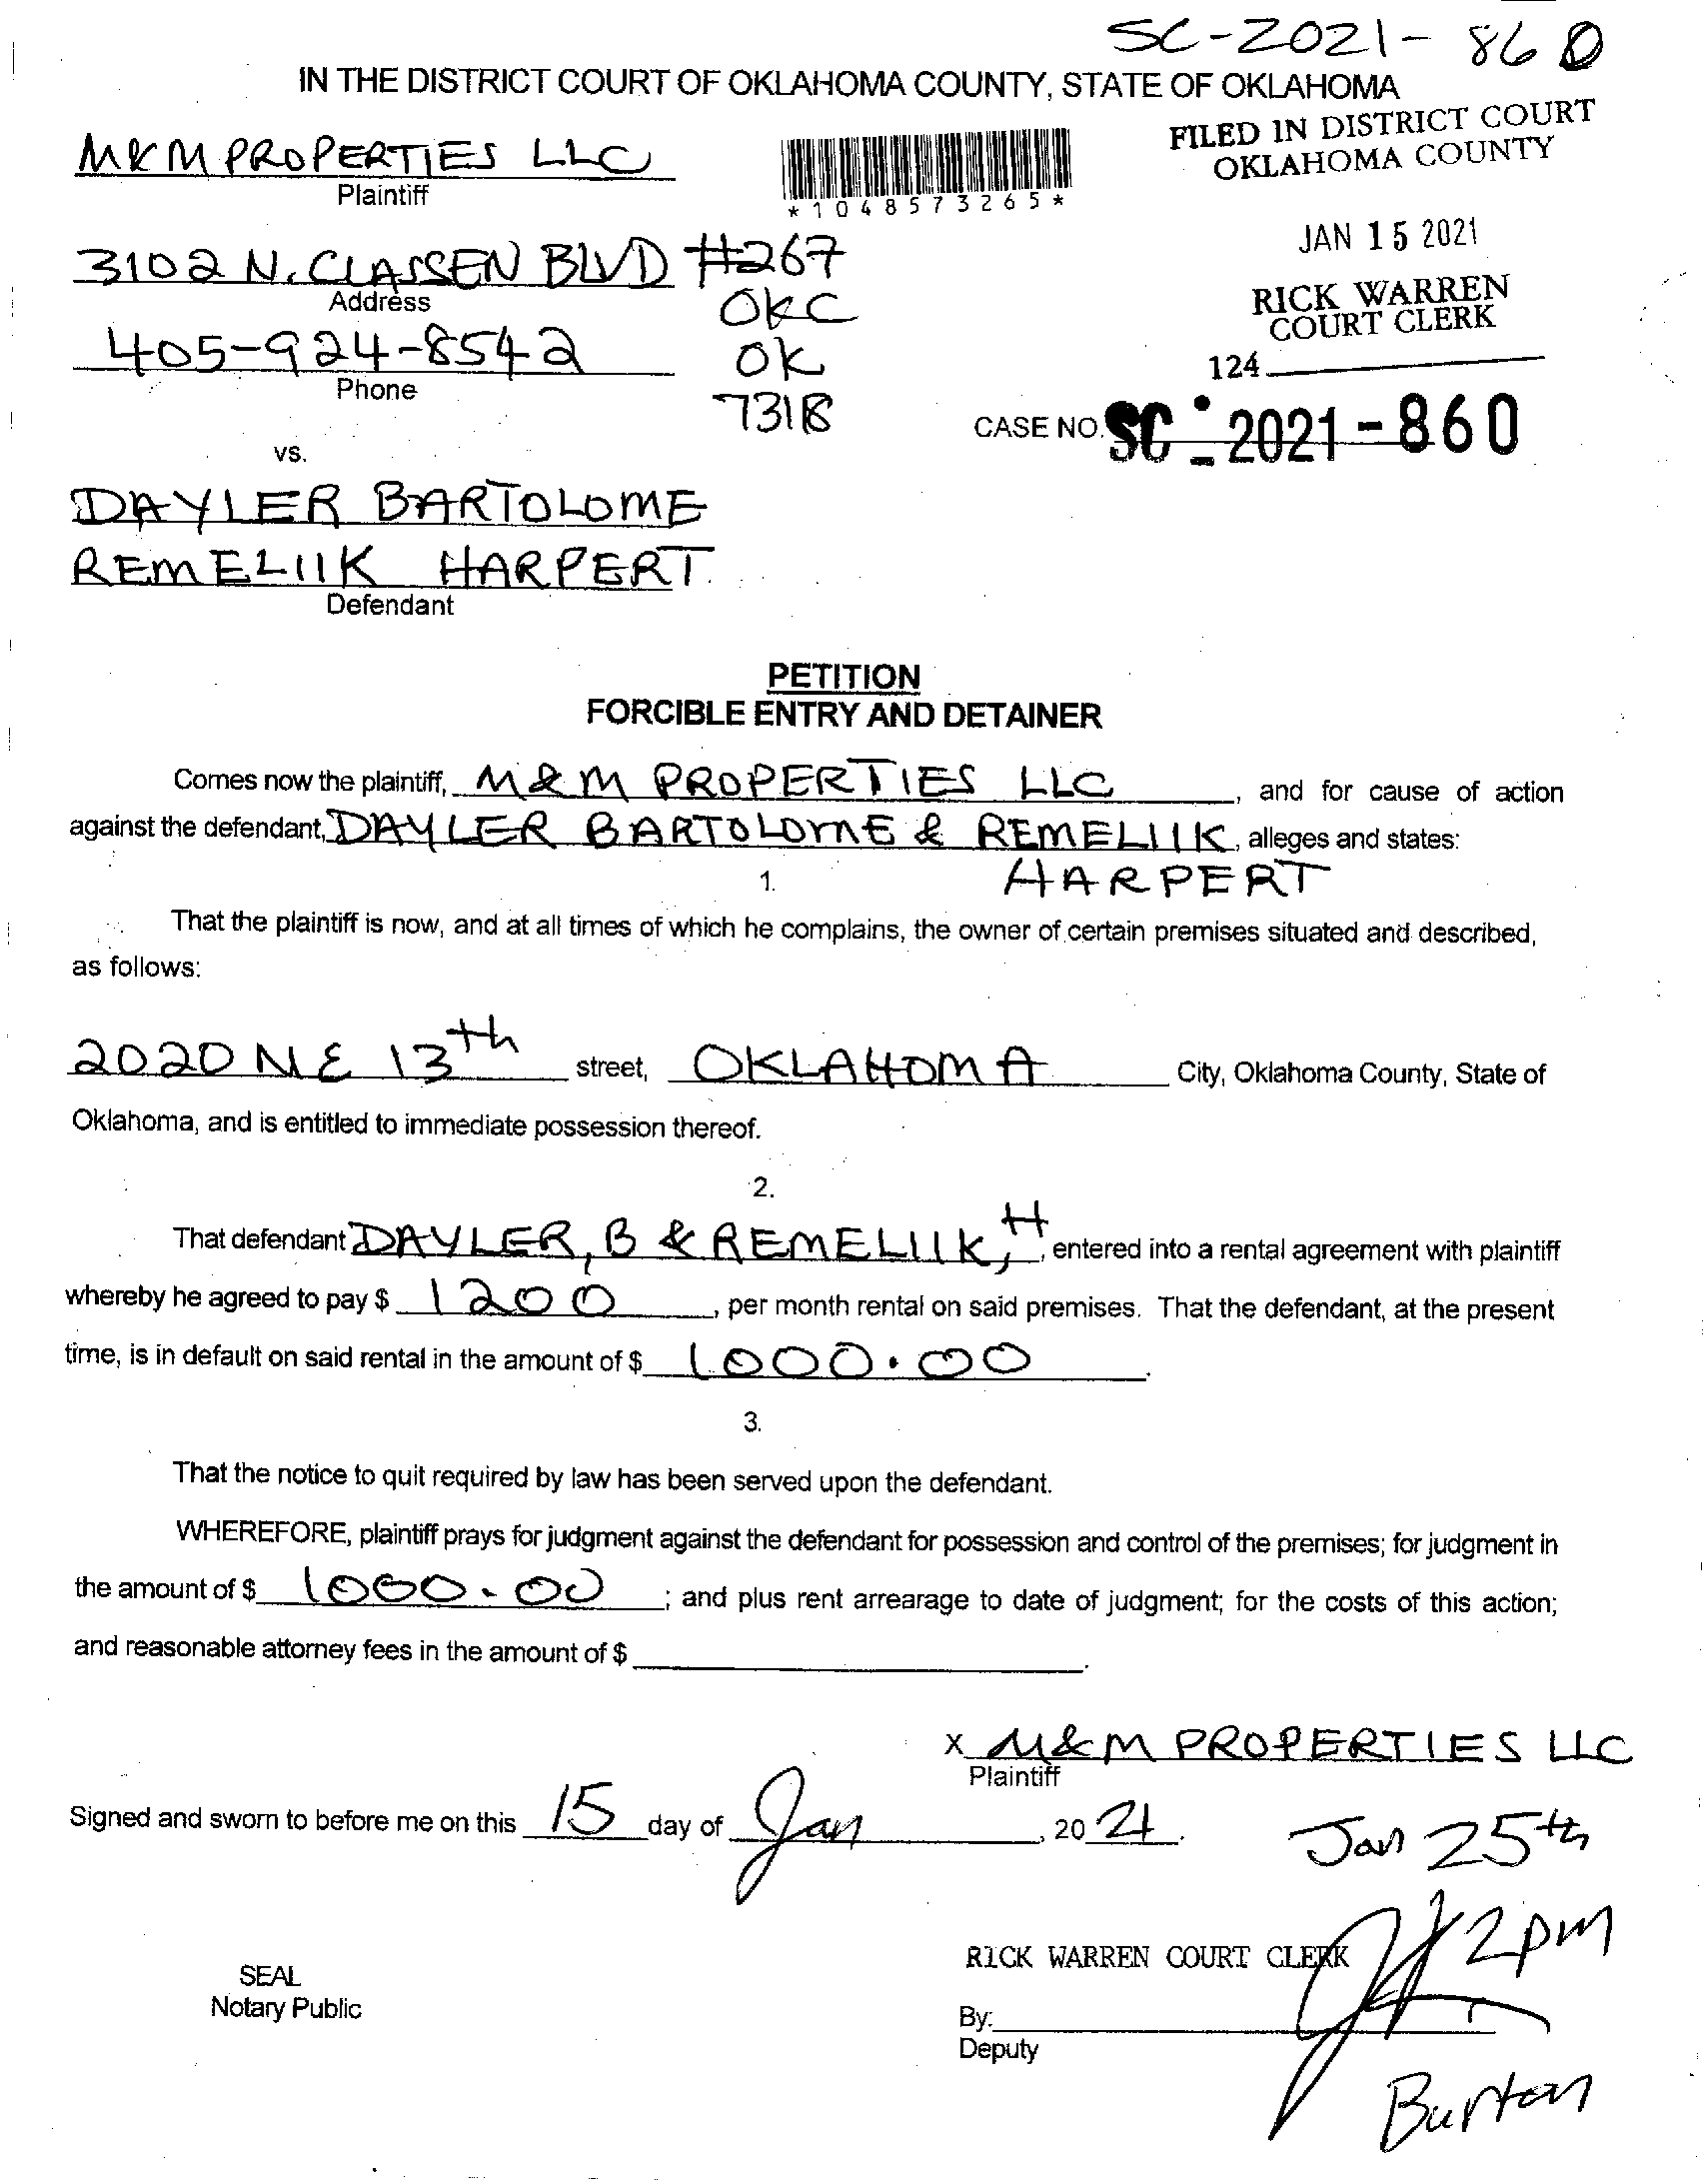 SC-2021-860
IN THE DISTRICT COURT OF OKLAHOMA COUNTY, STATE OF OKLAHOMA
FILED IN DISTRICT COURT
OKLAHOMA COUNTY
M&M PROPERTIES LLC
Plaintiff
*1048573265*
JAN 15 2021
3102 N. CLASSEN BLVD #267
Address
OKC
RICK WARREN
COURT CLERK
405-924-8542
OK
Phone
124
7318
CASE NO. SC - 2021 - 860
vs.
DAYLER BARTOLOME
REMELIIK HARPERT
Defendant
PETITION
FORCIBLE ENTRY AND DETAINER
Comes now the plaintiff, M&M PROPERTIES LLC, and for cause of action
against the defendant, DAYLER BARTOLOME & REMELIIK, alleges and states:
HARPERT
1.
That the plaintiff is now, and at all times of which he complains, the owner of certain premises situated and described,
as follows:
2020 NE 13th street, OKLAHOMA City, Oklahoma County, State of
Oklahoma, and is entitled to immediate possession thereof.
2.
That defendant DAYLER, B & REMELIIK, H, entered into a rental agreement with plaintiff
whereby he agreed to pay $ 1200, per month rental on said premises. That the defendant, at the present
time, is in default on said rental in the amount of $ 1000.00.
3.
That the notice to quit required by law has been served upon the defendant.
WHEREFORE, plaintiff prays for judgment against the defendant for possession and control of the premises; for judgment in
the amount of $ 1000.00; and plus rent arrearage to date of judgment; for the costs of this action;
and reasonable attorney fees in the amount of $ .
X M&M PROPERTIES LLC
Plaintiff
Signed and sworn to before me on this 15 day of Jan, 2021.
Jan 25th
2pm
RICK WARREN COURT CLERK
SEAL
Notary Public
By:
Deputy
Burton